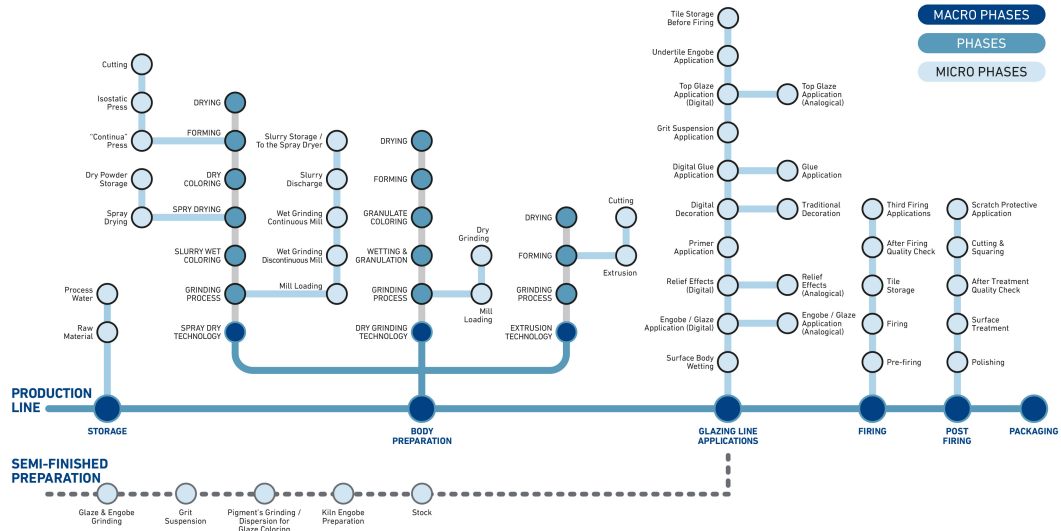 MACRO PHASES
PHASES
MICRO PHASES
Cutting
Isostatic
Press
"Continua"
Press
Dry Powder
Storage
Spray
Drying
DRYING
FORMING
DRY
COLORING
SPRY DRYING
SLURRY WET
COLORING
GRINDING
PROCESS
SPRAY DRY
TECHNOLOGY
Slurry Storage /
To the Spray Dryer
Slurry
Discharge
Wet Grinding
Continuous Mill
Wet Grinding
Discontinuous Mill
Mill Loading
DRYING
FORMING
GRANULATE
COLORING
WETTING &
GRANULATION
GRINDING
PROCESS
DRY GRINDING
TECHNOLOGY
Dry
Grinding
Mill
Loading
DRYING
FORMING
GRINDING
PROCESS
EXTRUSION
TECHNOLOGY
Cutting
Extrusion
Process
Water
Raw
Material
Tile Storage
Before Firing
Undertile Engobe
Application
Top Glaze
Application
(Digital)
Top Glaze
Application
(Analogical)
Grit Suspension
Application
Digital Glue
Application
Glue
Application
Digital
Decoration
Traditional
Decoration
Primer
Application
Relief Effects
(Digital)
Relief
Effects
(Analogical)
Engobe / Glaze
Application (Digital)
Engobe / Glaze
Application
(Analogical)
Surface Body
Wetting
Third Firing
Applications
After Firing
Quality Check
Tile
Storage
Firing
Pre-firing
Scratch Protective
Application
Cutting &
Squaring
After Treatment
Quality Check
Surface
Treatment
Polishing
PRODUCTION
LINE
STORAGE
BODY
PREPARATION
GLAZING LINE
APPLICATIONS
FIRING
POST
FIRING
PACKAGING
SEMI-FINISHED
PREPARATION
Glaze & Engobe
Grinding
Grit
Suspension
Pigment's Grinding /
Dispersion for
Glaze Coloring
Kiln Engobe
Preparation
Stock